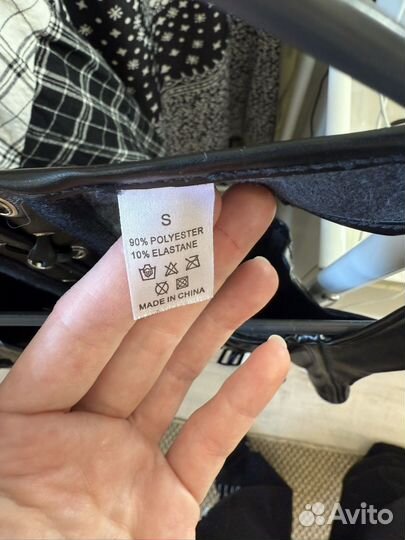 S
90% POLYESTER
10% ELASTANE
MADE IN CHINA
Avito